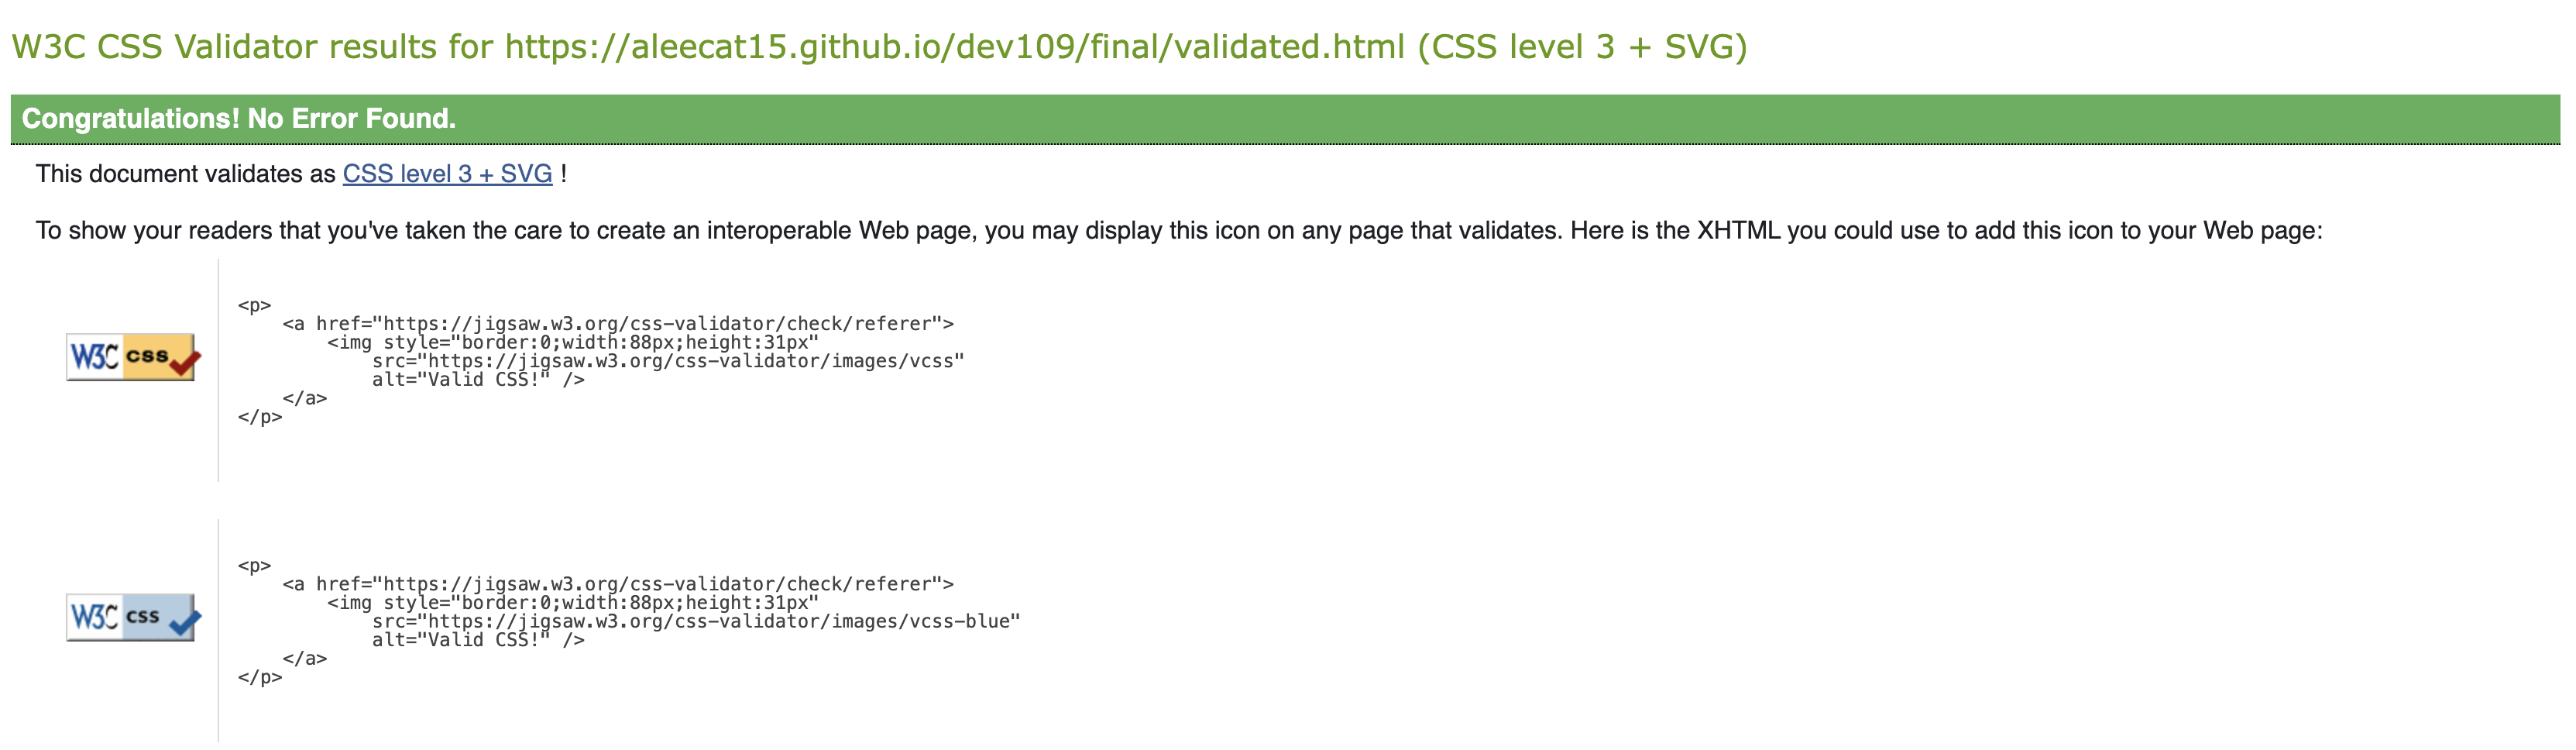 W3C CSS Validator results for https://aleecat15.github.io/dev109/final/validated.html (CSS level 3 + SVG)
Congratulations! No Error Found.
This document validates as CSS level 3 + SVG !
To show your readers that you've taken the care to create an interoperable Web page, you may display this icon on any page that validates. Here is the XHTML you could use to add this icon to your Web page:
W3C css
<p>
    <a href="https://jigsaw.w3.org/css-validator/check/referer">
        <img style="border:0;width:88px;height:31px"
            src="https://jigsaw.w3.org/css-validator/images/vcss"
            alt="Valid CSS!" />
    </a>
</p>
W3C css
<p>
    <a href="https://jigsaw.w3.org/css-validator/check/referer">
        <img style="border:0;width:88px;height:31px"
            src="https://jigsaw.w3.org/css-validator/images/vcss-blue"
            alt="Valid CSS!" />
    </a>
</p>